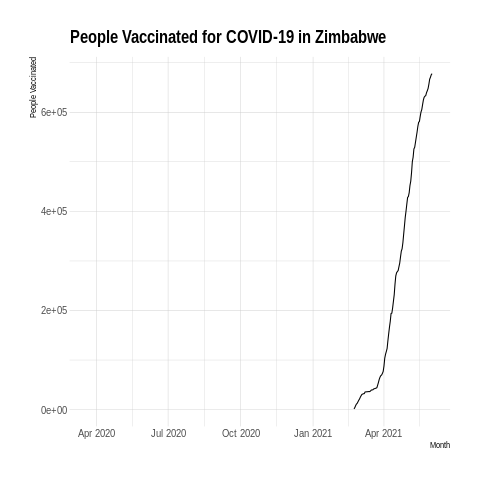 People Vaccinated for COVID-19 in Zimbabwe
People Vaccinated
6e+05
4e+05
2e+05
0e+00
Apr 2020 Jul 2020 Oct 2020 Jan 2021 Apr 2021
Month